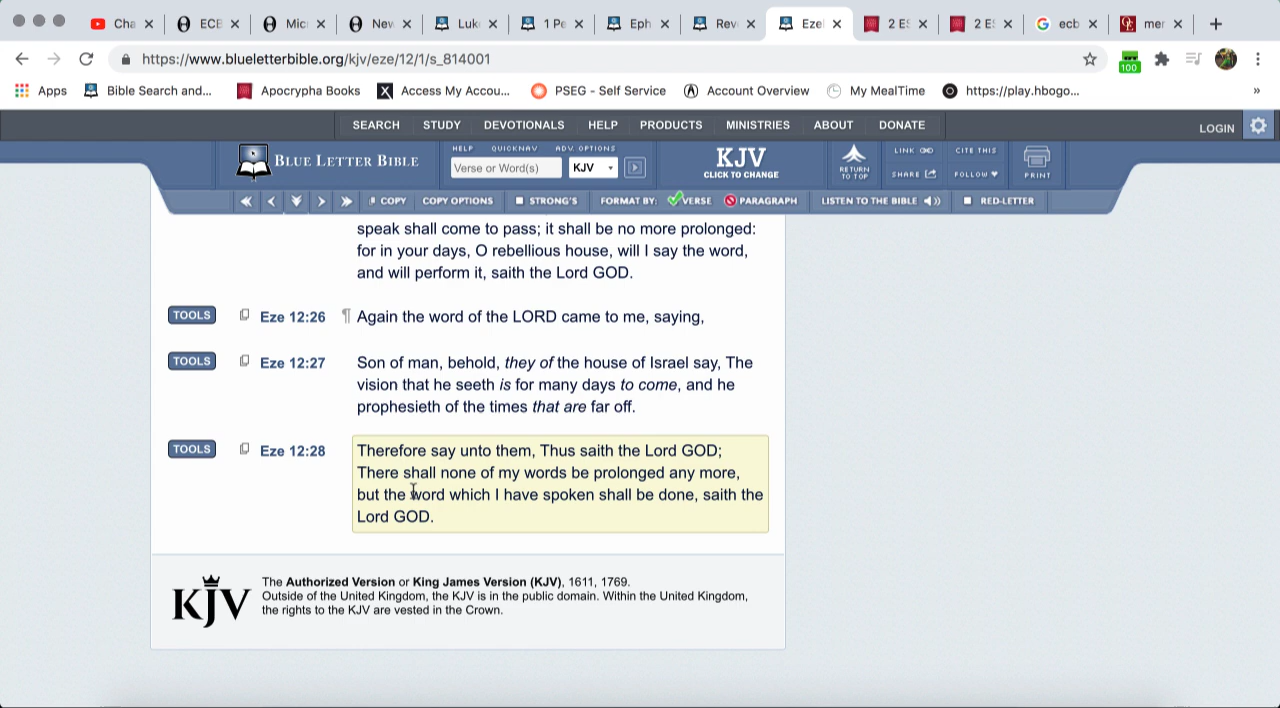 Cha
ECB
Mic
Nev
Luk
1 Pe
Eph
Rev
Eze
2 ES
2 ES
ecb
mer
https://www.blueletterbible.org/kjv/eze/12/1/s_814001
100
Apps
Bible Search and...
Apocrypha Books
Access My Accou...
PSEG - Self Service
Account Overview
My MealTime
https://play.hbogo...
»
SEARCH STUDY DEVOTIONALS HELP PRODUCTS MINISTRIES ABOUT DONATE
LOGIN
BLUE LETTER BIBLE
HELP QUICKNAV ADV. OPTIONS
Verse or Word(s)
KJV
KJV
CLICK TO CHANGE
RETURN
TO TOP
LINK
CITE THIS
SHARE
FOLLOW
PRINT
COPY
COPY OPTIONS
STRONG'S
FORMAT BY: VERSE PARAGRAPH
LISTEN TO THE BIBLE
RED-LETTER
speak shall come to pass; it shall be no more prolonged:
for in your days, O rebellious house, will I say the word,
and will perform it, saith the Lord GOD.
TOOLS Eze 12:26 ¶ Again the word of the LORD came to me, saying,
TOOLS Eze 12:27 Son of man, behold, they of the house of Israel say, The
vision that he seeth is for many days to come, and he
prophesieth of the times that are far off.
TOOLS Eze 12:28 Therefore say unto them, Thus saith the Lord GOD;
There shall none of my words be prolonged any more,
but the word which I have spoken shall be done, saith the
Lord GOD.
KJV
The Authorized Version or King James Version (KJV), 1611, 1769.
Outside of the United Kingdom, the KJV is in the public domain. Within the United Kingdom,
the rights to the KJV are vested in the Crown.